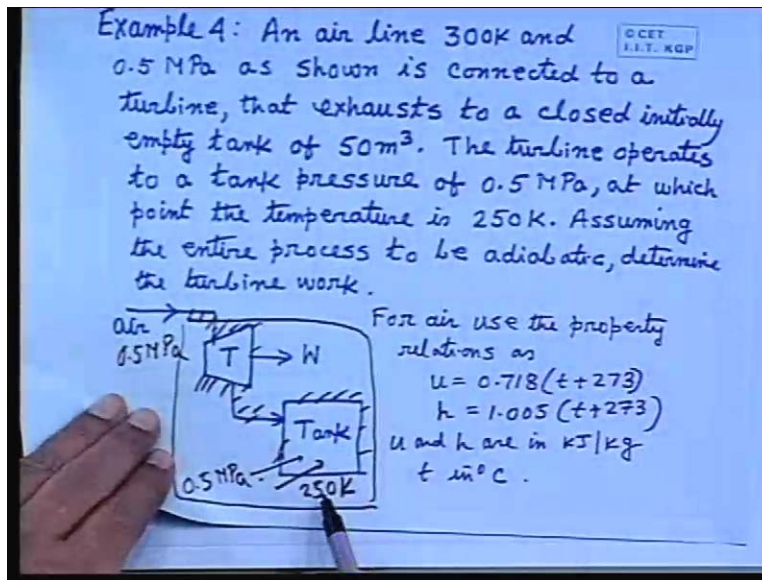 Example 4: An air line 300K and
© CET
I.I.T. KGP
0.5 MPa as shown is connected to a
turbine, that exhausts to a closed initially
empty tank of 50m³. The turbine operates
to a tank pressure of 0.5 MPa, at which
point the temperature is 250K. Assuming
the entire process to be adiabatic, determine
the turbine work.
air
0.5 MPa
T
W
Tank
0.5 MPa
250K
For air use the property
relations as
u = 0.718 (t + 273)
h = 1.005 (t + 273)
u and h are in kJ/kg
t in °C.